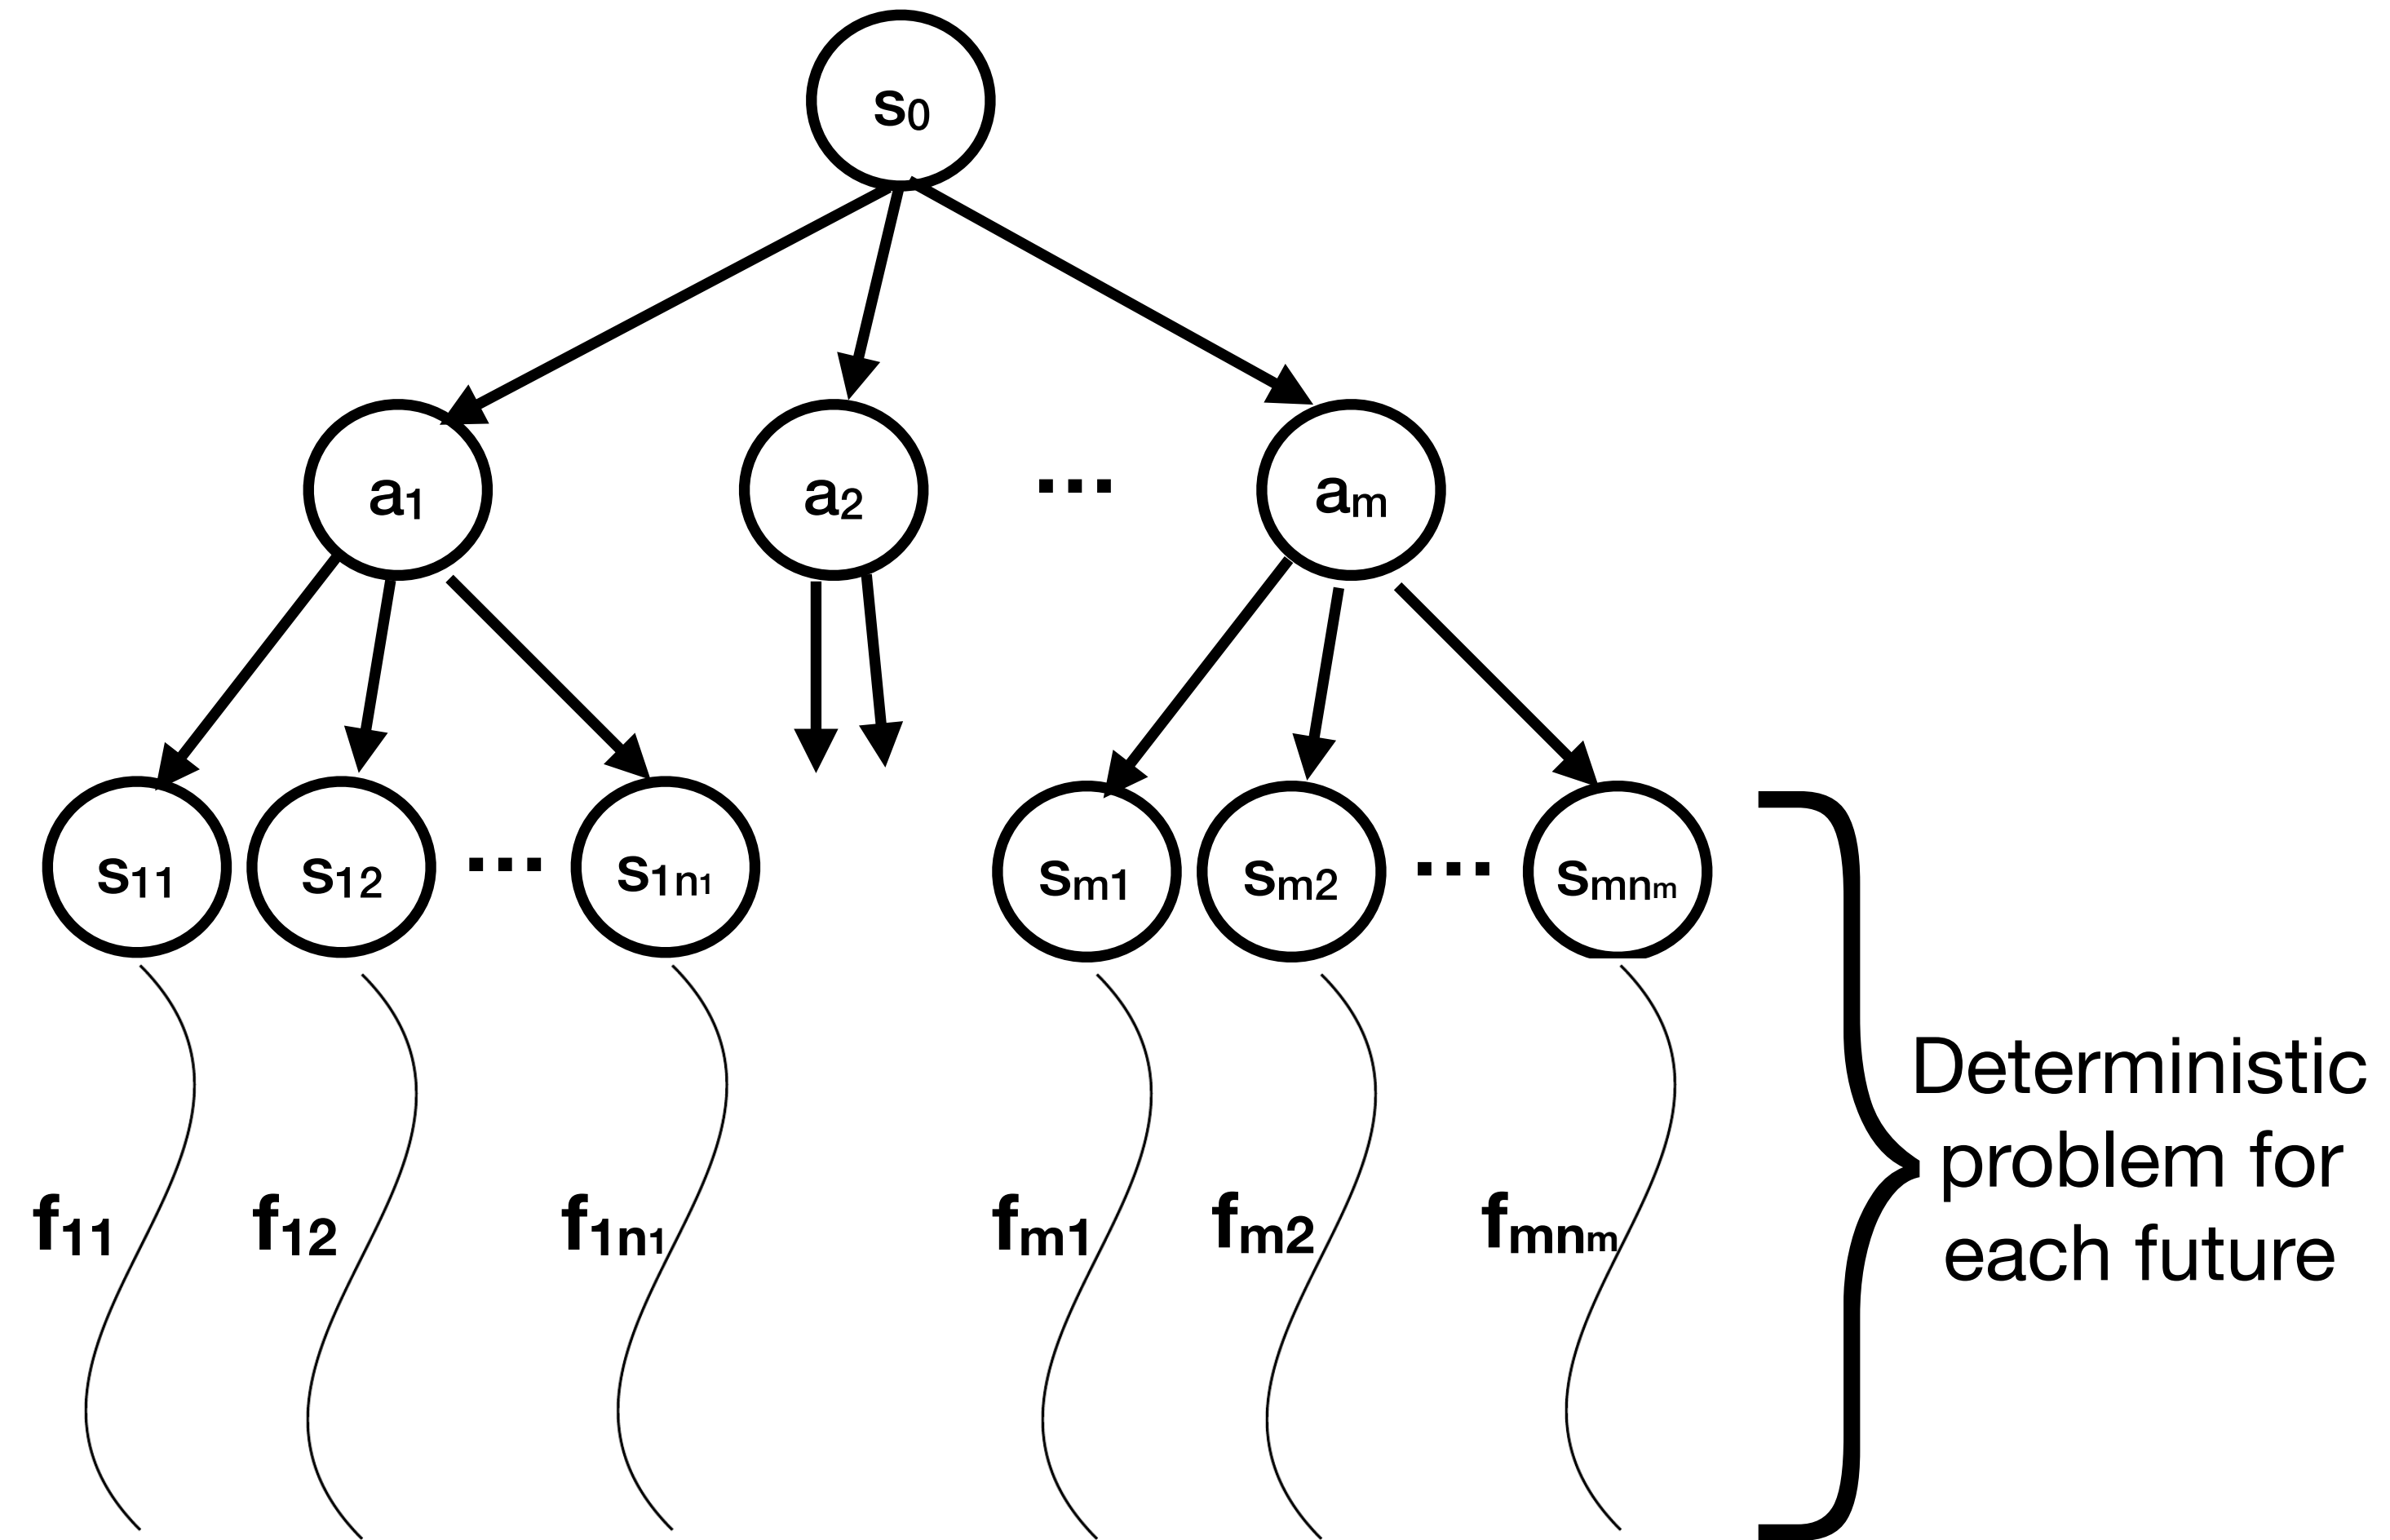 s0
a1 a2 ... am
s11 s12 ... s1n1 sm1 sm2 ... smnm
f11 f12 f1n1 fm1 fm2 fmnm
Deterministic
problem for
each future